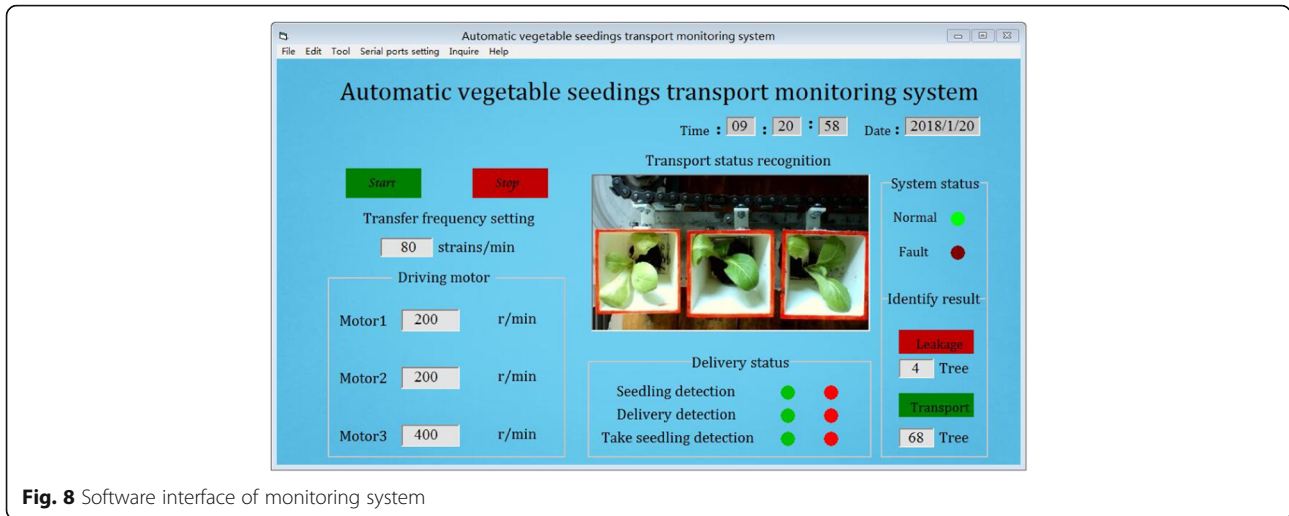 Automatic vegetable seedings transport monitoring system
File Edit Tool Serial ports setting Inquire Help
Automatic vegetable seedings transport monitoring system
Time : 09 : 20 : 58 Date : 2018/1/20
Transport status recognition
Start Stop
Transfer frequency setting
80 strains/min
Driving motor
Motor1 200 r/min
Motor2 200 r/min
Motor3 400 r/min
Delivery status
Seedling detection
Delivery detection
Take seedling detection
System status
Normal
Fault
Identify result
Leakage
4 Tree
Transport
68 Tree
Fig. 8 Software interface of monitoring system